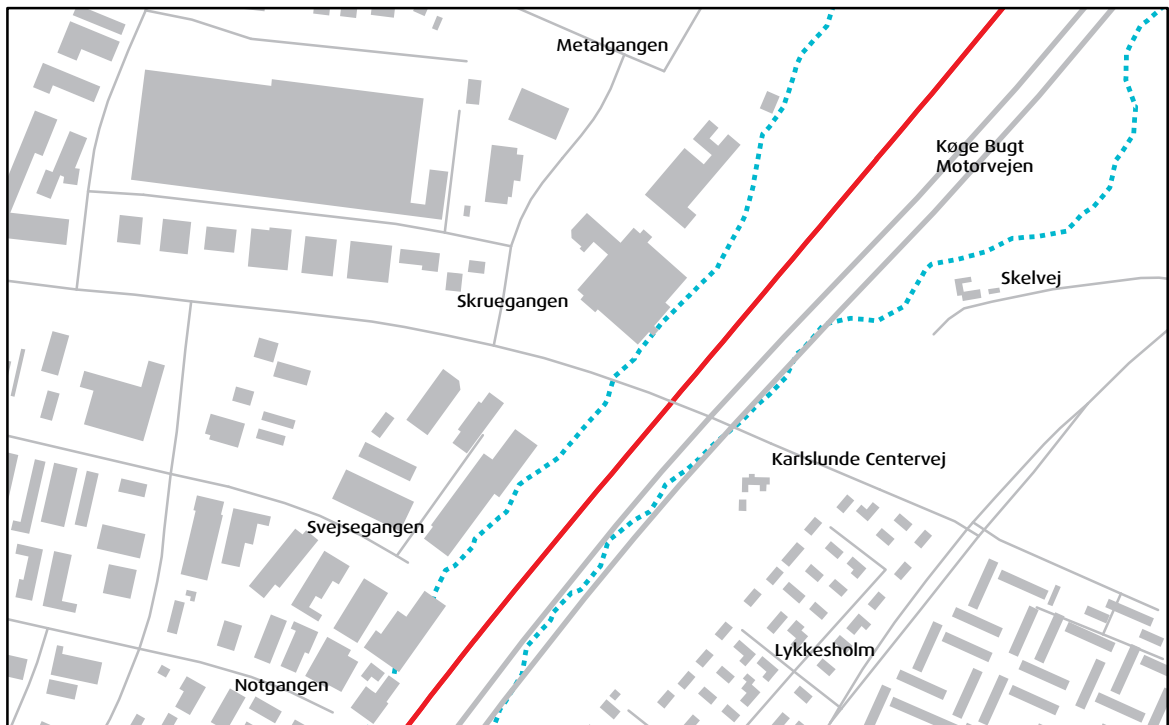 Metalgangen
Køge Bugt
Motorvejen
Skelvej
Skruegangen
Karlslunde Centervej
Svejsegangen
Lykkesholm
Notgangen